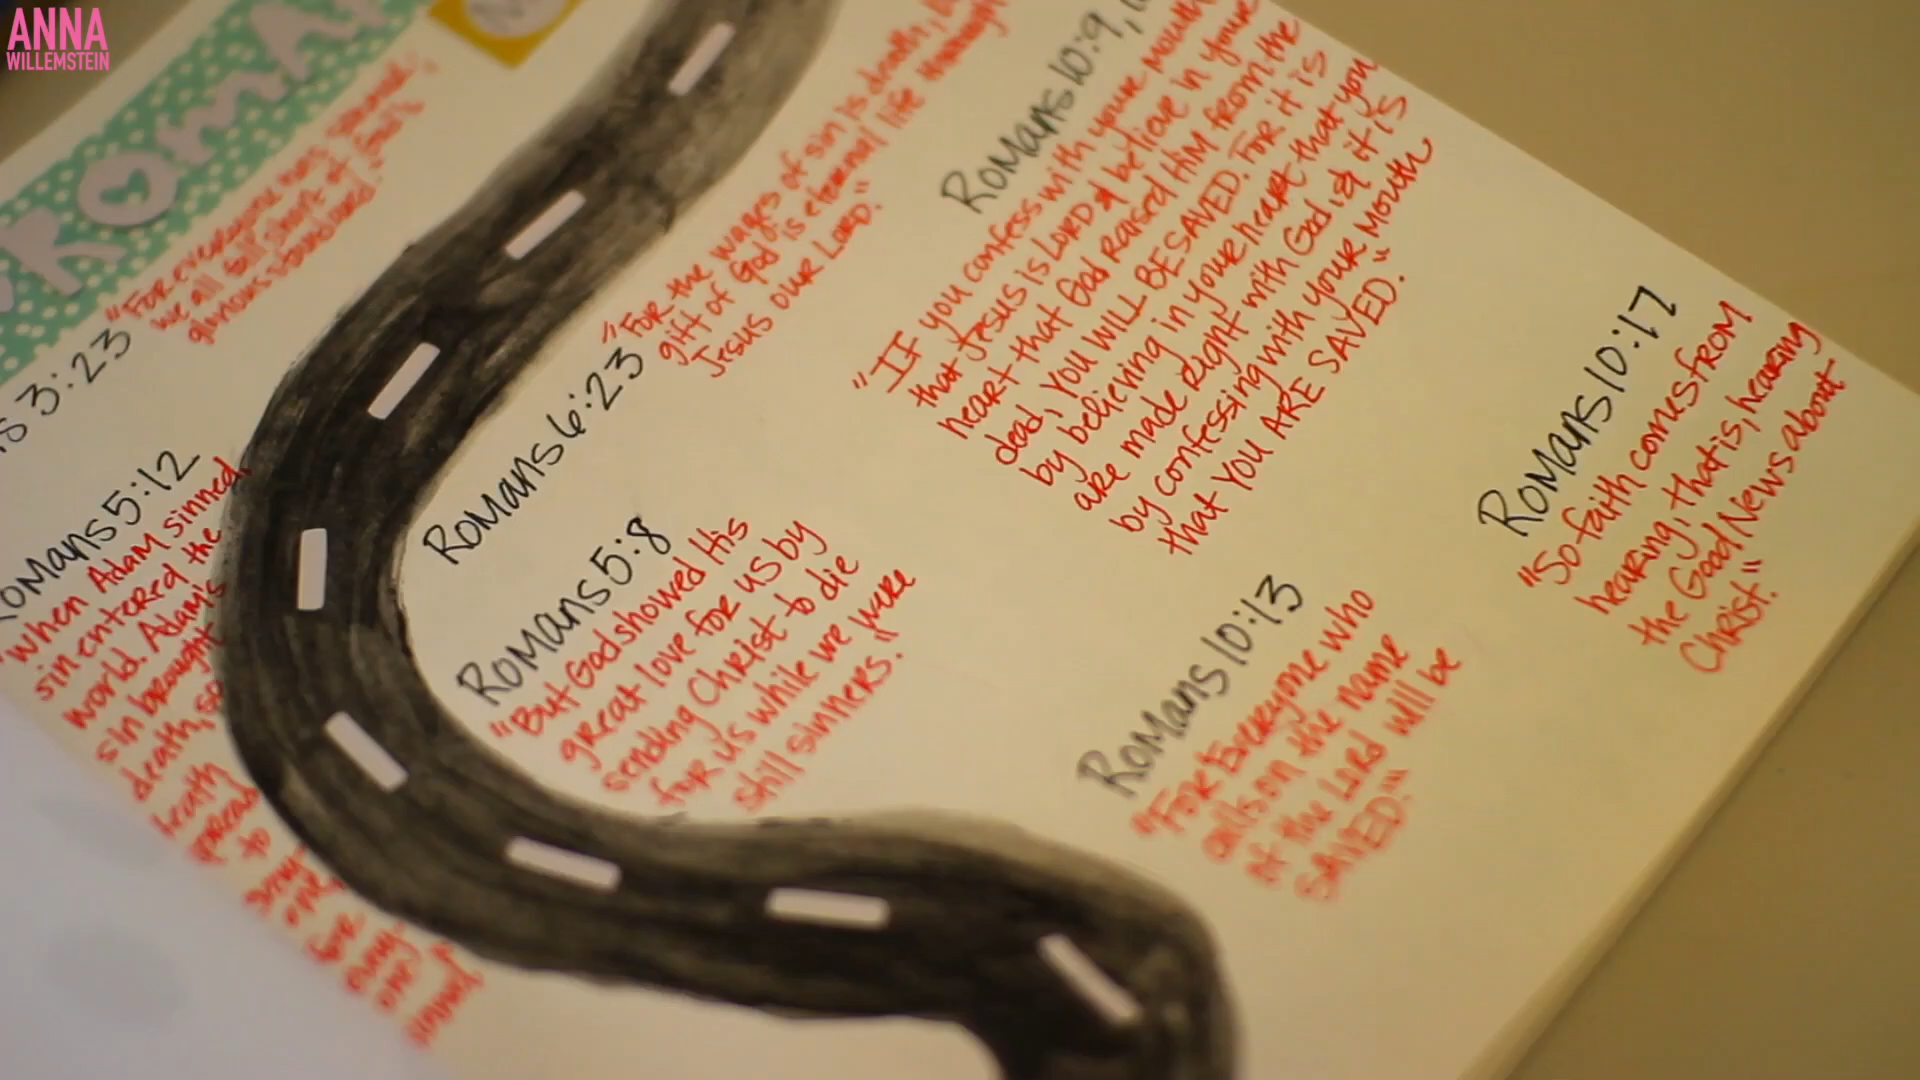 ANNA
WILLEMSTEIN
ROMA
3:23
"For everyone has sinned;
we all fall short of God's
glorious standard."
Romans 5:12
"When Adam sinned,
sin entered the
world. Adam's
sin brought
death, so
death
spread to
Romans 6:23
"For the wages of sin is death,
gift of God is eternal life through
Jesus our Lord."
Romans 5:8
"But God showed His
great love for us by
sending Christ to die
for us while we were
still sinners."
Romans 10:9,
"If you confess with your mouth
that Jesus is LORD & believe in your
heart that God raised Him from the
dead, YOU WILL BE SAVED. For it is
by believing in your heart that you
are made right with God, & it is
by confessing with your mouth
that YOU ARE SAVED."
Romans 10:13
"For Everyone who
calls on the name
of the Lord will be
SAVED."
Romans 10:17
"So faith comes from
hearing, that is, hearing
the Good News about
Christ."